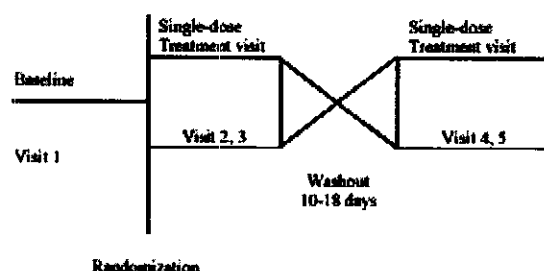 Single-dose
Treatment visit
Single-dose
Treatment visit
Baseline
Visit 2, 3
Visit 4, 5
Visit 1
Washout
10-18 days
Randomization